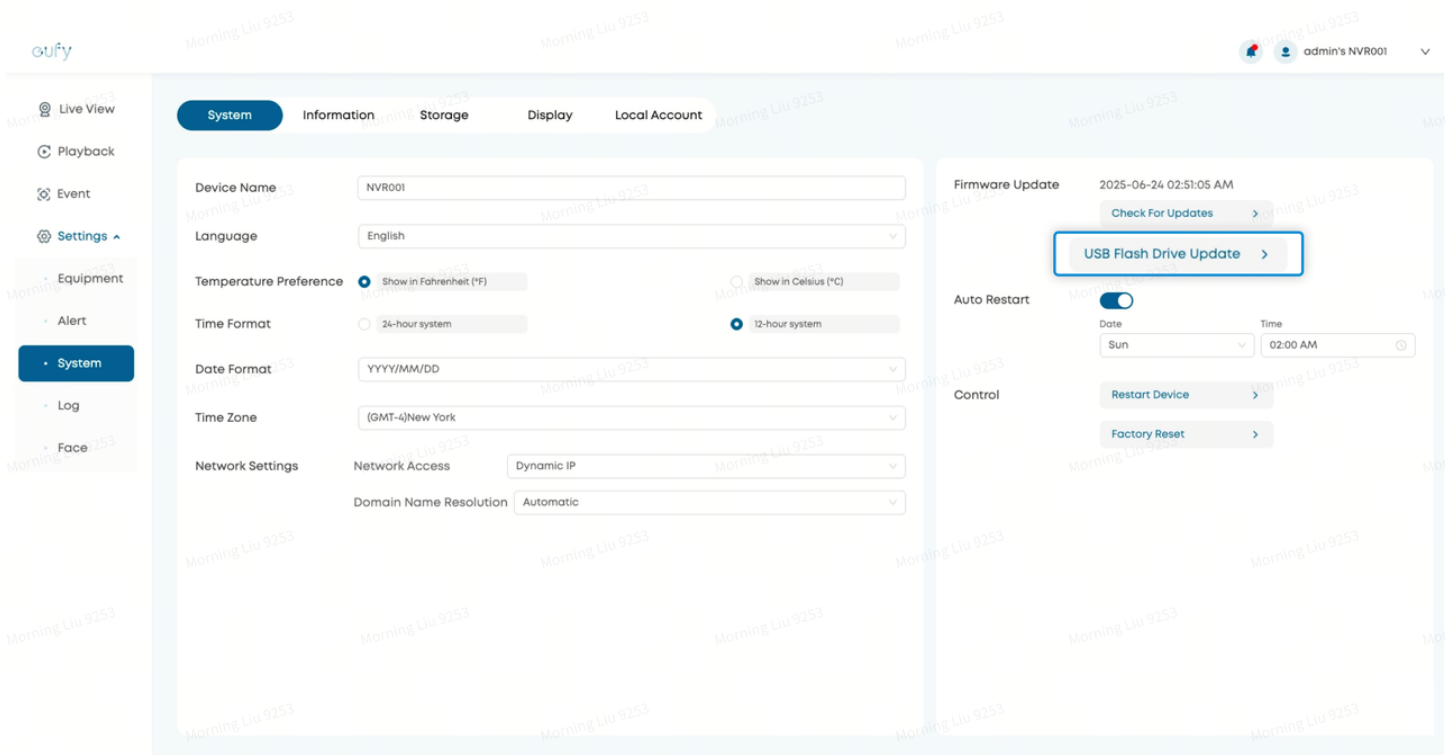 eufy
admin's NVR001
Live View
Playback
Event
Settings
Equipment
Alert
System
Log
Face
System Information Storage Display Local Account
Device Name NVR001
Language English
Temperature Preference Show in Fahrenheit (°F) Show in Celsius (°C)
Time Format 24-hour system 12-hour system
Date Format YYYY/MM/DD
Time Zone (GMT-4)New York
Network Settings Network Access Dynamic IP
Domain Name Resolution Automatic
Firmware Update 2025-06-24 02:51:05 AM
Check For Updates
USB Flash Drive Update
Auto Restart
Date Time
Sun 02:00 AM
Control Restart Device
Factory Reset
Morning Liu 9253